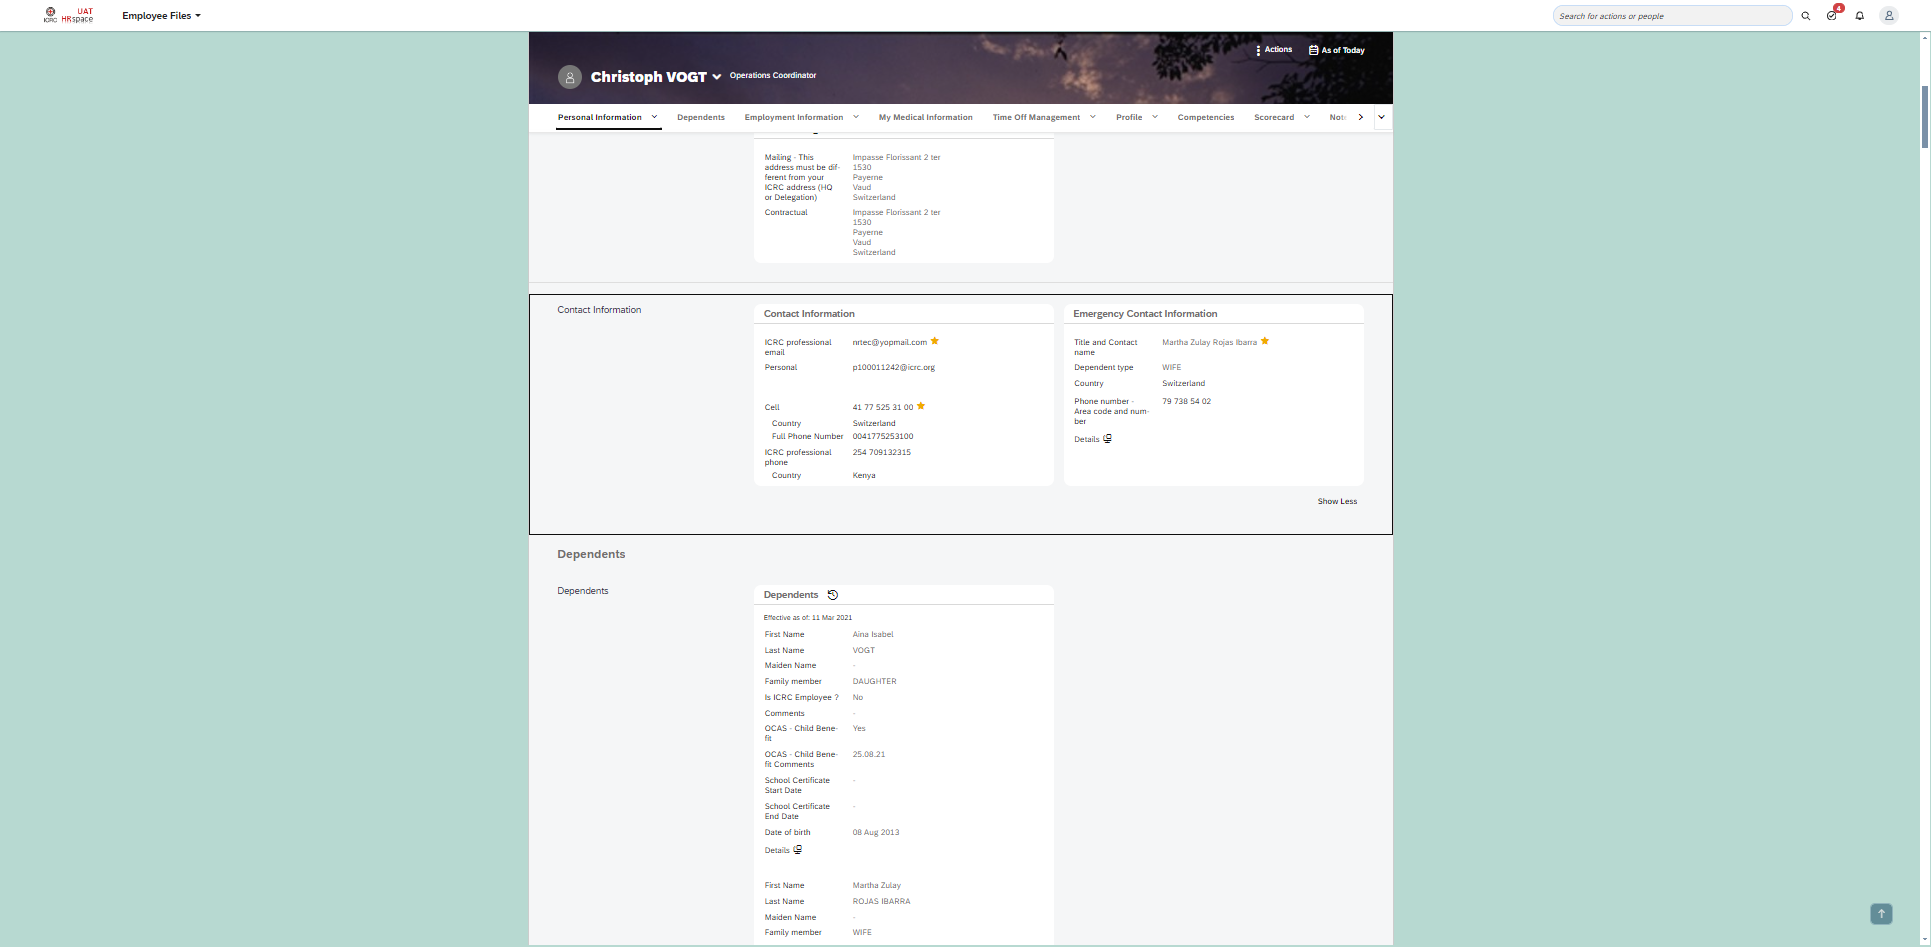 ICRC
UAT
HRspace
Employee Files
Search for actions or people
4
Actions
As of Today
Christoph VOGT
Operations Coordinator
Personal Information
Dependents
Employment Information
My Medical Information
Time Off Management
Profile
Competencies
Scorecard
Mailing - This
address must be dif-
ferent from your
ICRC address (HQ
or Delegation)
Impasse Florissant 2 ter
1530
Payerne
Vaud
Switzerland
Contractual
Impasse Florissant 2 ter
1530
Payerne
Vaud
Switzerland
Contact Information
Contact Information
ICRC professional
email
nrtec@yopmail.com
Personal
p100011242@icrc.org
Cell
41 77 525 31 00
Country
Switzerland
Full Phone Number
0041775253100
ICRC professional
phone
254 709132315
Country
Kenya
Emergency Contact Information
Title and Contact
name
Martha Zulay Rojas Ibarra
Dependent type
WIFE
Country
Switzerland
Phone number -
Area code and num-
ber
79 738 54 02
Details
Show Less
Dependents
Dependents
Dependents
Effective as of: 11 Mar 2021
First Name
Aina Isabel
Last Name
VOGT
Maiden Name
-
Family member
DAUGHTER
Is ICRC Employee ?
No
Comments
-
OCAS - Child Bene-
fit
Yes
OCAS - Child Bene-
fit Comments
25.08.21
School Certificate
Start Date
-
School Certificate
End Date
-
Date of birth
08 Aug 2013
Details
First Name
Martha Zulay
Last Name
ROJAS IBARRA
Maiden Name
-
Family member
WIFE